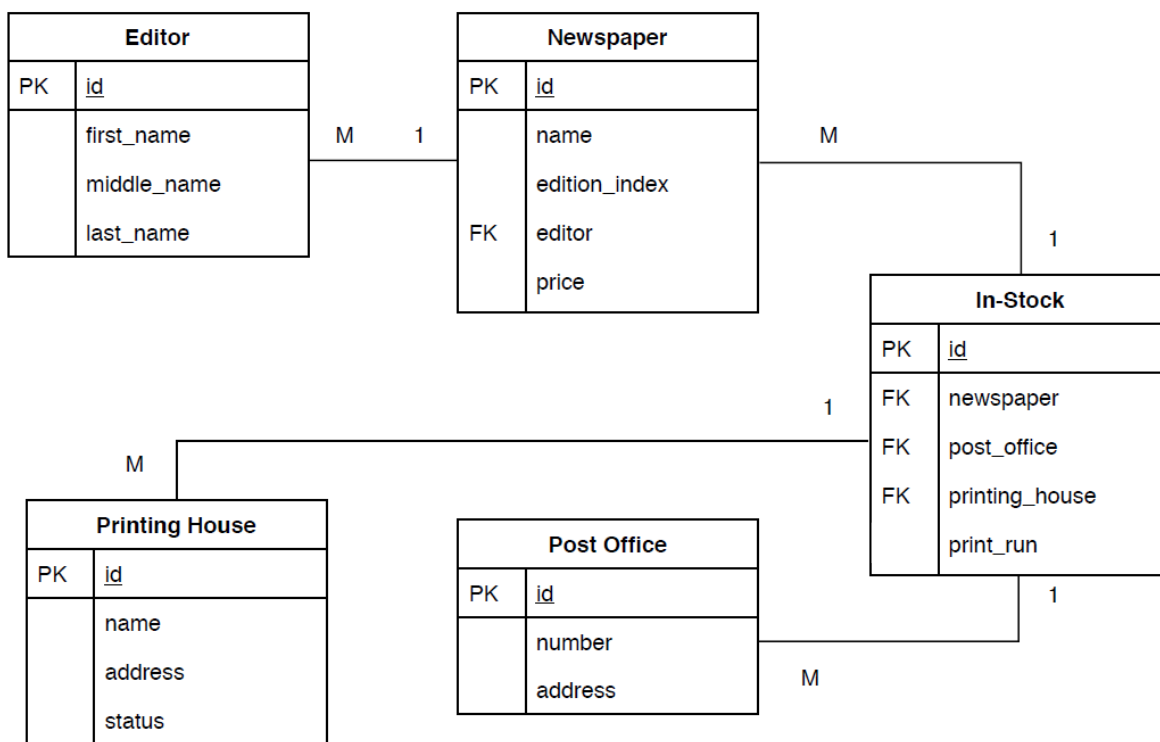 Editor
PK id
first_name
middle_name
last_name
M 1
Newspaper
PK id
name
edition_index
FK editor
price
M
1
In-Stock
PK id
FK newspaper
FK post_office
FK printing_house
print_run
1
M
Printing House
PK id
name
address
status
Post Office
PK id
number
address
1
M